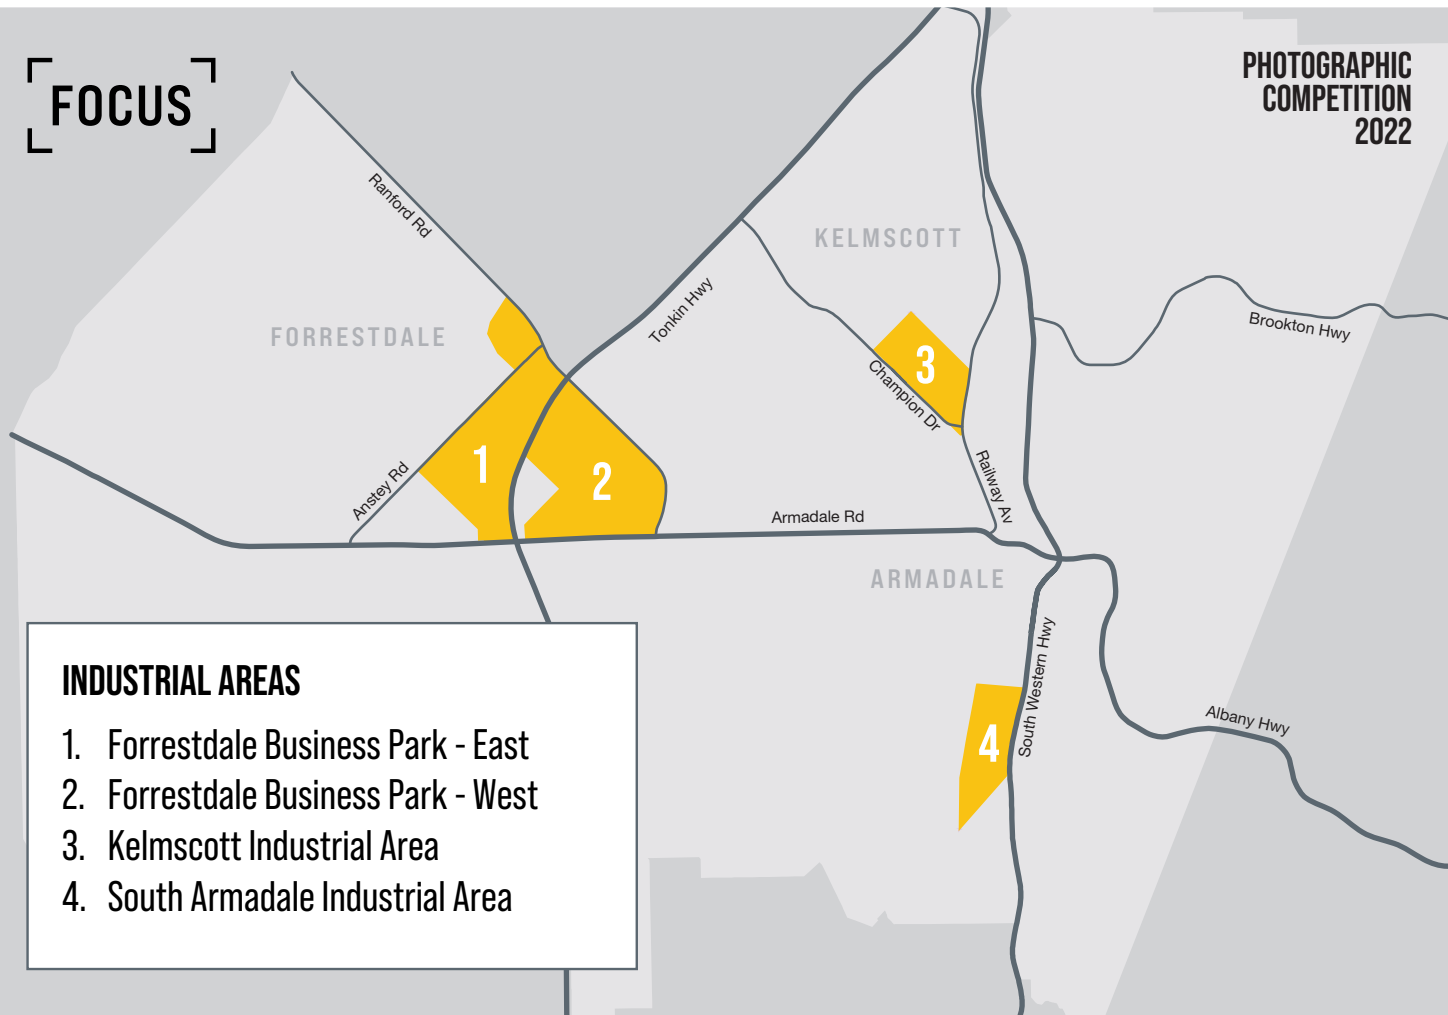 FOCUS
PHOTOGRAPHIC
COMPETITION
2022
Ranford Rd
KELMSCOTT
Tonkin Hwy
Brookton Hwy
FORRESTDALE
3
Champion Dr
1
2
Anstey Rd
Railway Av
Armadale Rd
ARMADALE
South Western Hwy
4
Albany Hwy
INDUSTRIAL AREAS
1. Forrestdale Business Park - East
2. Forrestdale Business Park - West
3. Kelmscott Industrial Area
4. South Armadale Industrial Area